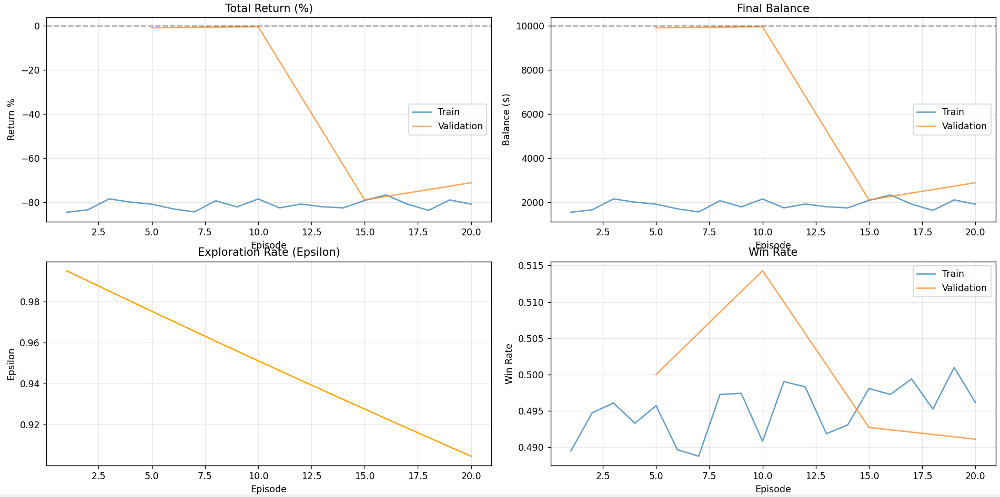 Total Return (%)
Return %
0
−20
−40
−60
−80
Train
Validation
2.5
5.0
7.5
10.0
12.5
15.0
17.5
20.0
Episode
Final Balance
Balance ($)
10000
8000
6000
4000
2000
Train
Validation
2.5
5.0
7.5
10.0
12.5
15.0
17.5
20.0
Episode
Exploration Rate (Epsilon)
Epsilon
0.98
0.96
0.94
0.92
2.5
5.0
7.5
10.0
12.5
15.0
17.5
20.0
Episode
Win Rate
Win Rate
0.515
0.510
0.505
0.500
0.495
0.490
Train
Validation
2.5
5.0
7.5
10.0
12.5
15.0
17.5
20.0
Episode